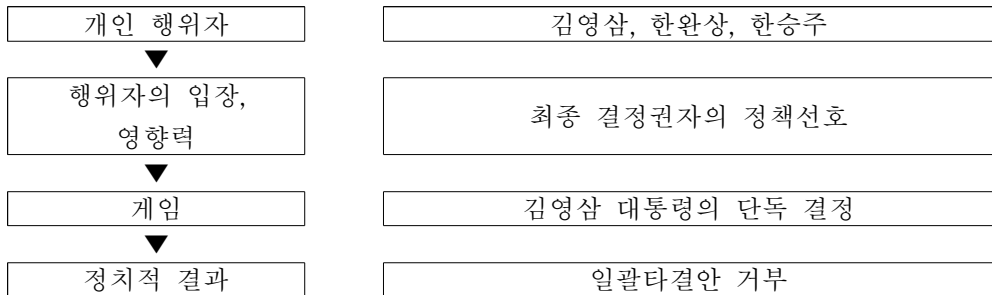 개인 행위자
김영삼, 한완상, 한승주
행위자의 입장,
영향력
최종 결정권자의 정책선호
게임
김영삼 대통령의 단독 결정
정치적 결과
일괄타결안 거부